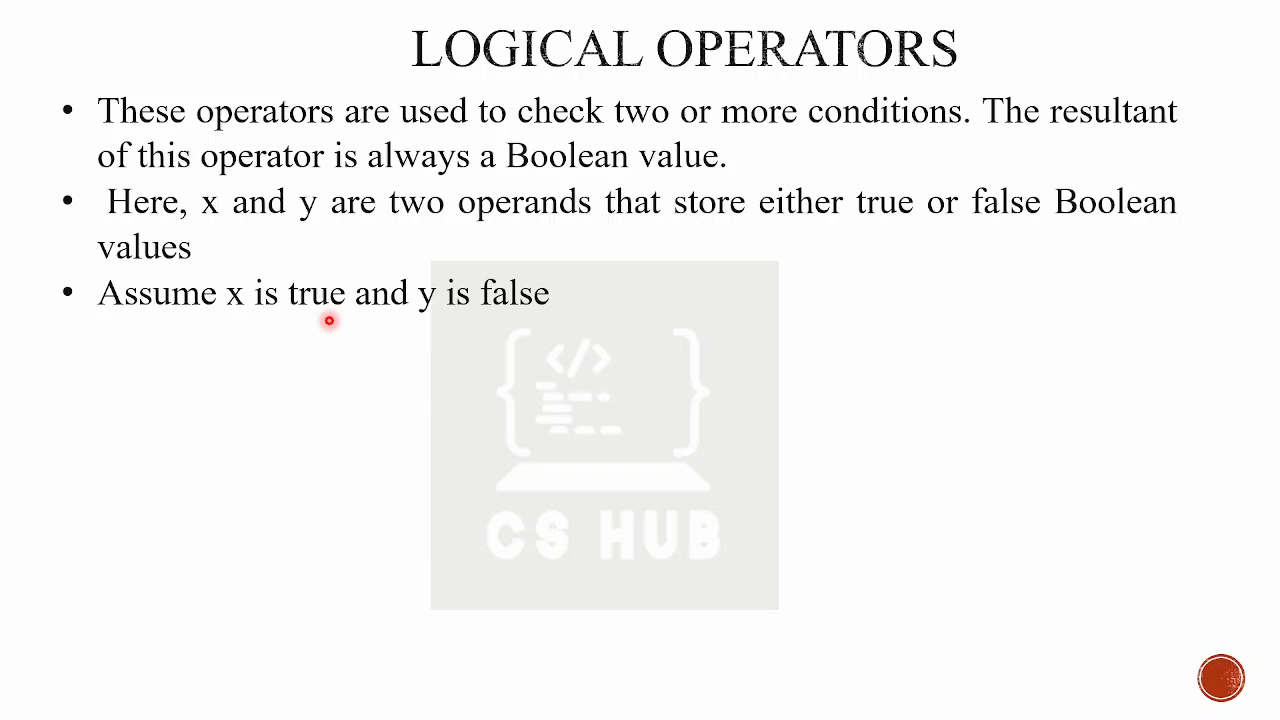 LOGICAL OPERATORS
• These operators are used to check two or more conditions. The resultant
of this operator is always a Boolean value.
• Here, x and y are two operands that store either true or false Boolean
values
• Assume x is true and y is false
</>
CS HUB